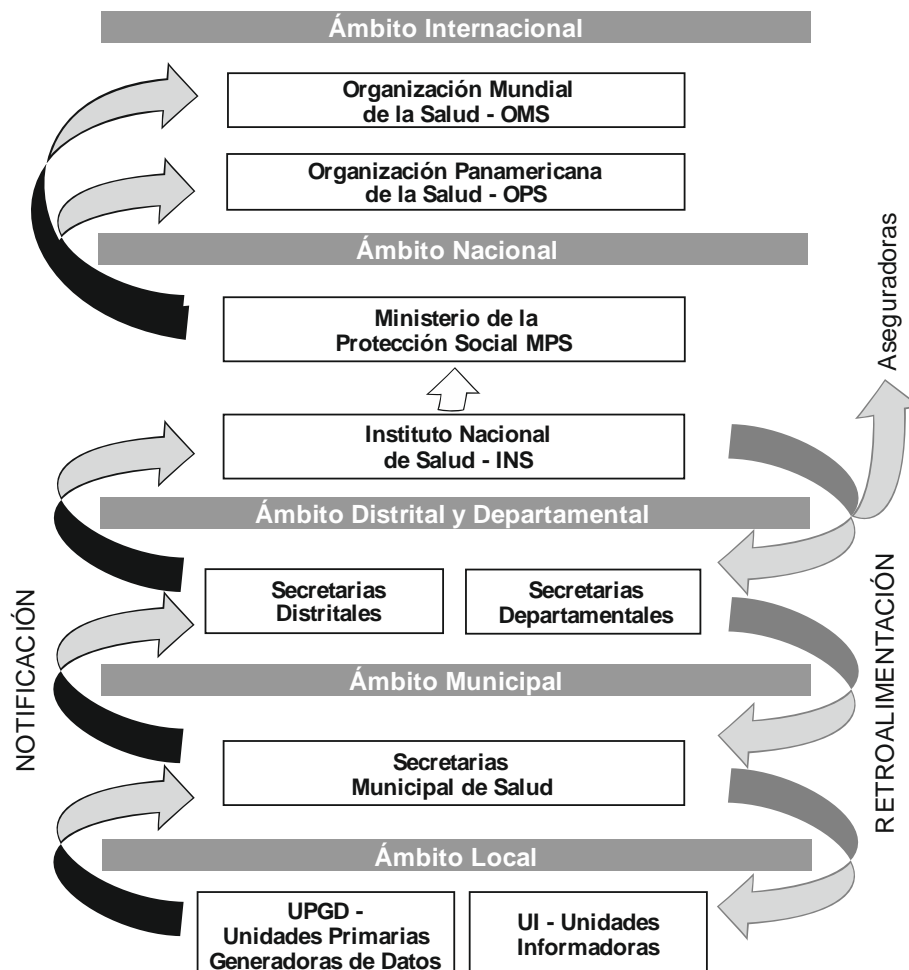 Ámbito Internacional
Organización Mundial
de la Salud - OMS
Organización Panamericana
de la Salud - OPS
Ámbito Nacional
Ministerio de la
Protección Social MPS
Aseguradoras
Instituto Nacional
de Salud - INS
Ámbito Distrital y Departamental
Secretarias
Distritales
Secretarias
Departamentales
NOTIFICACIÓN
RETROALIMENTACIÓN
Ámbito Municipal
Secretarias
Municipal de Salud
Ámbito Local
UPGD -
Unidades Primarias
Generadoras de Datos
UI - Unidades
Informadoras